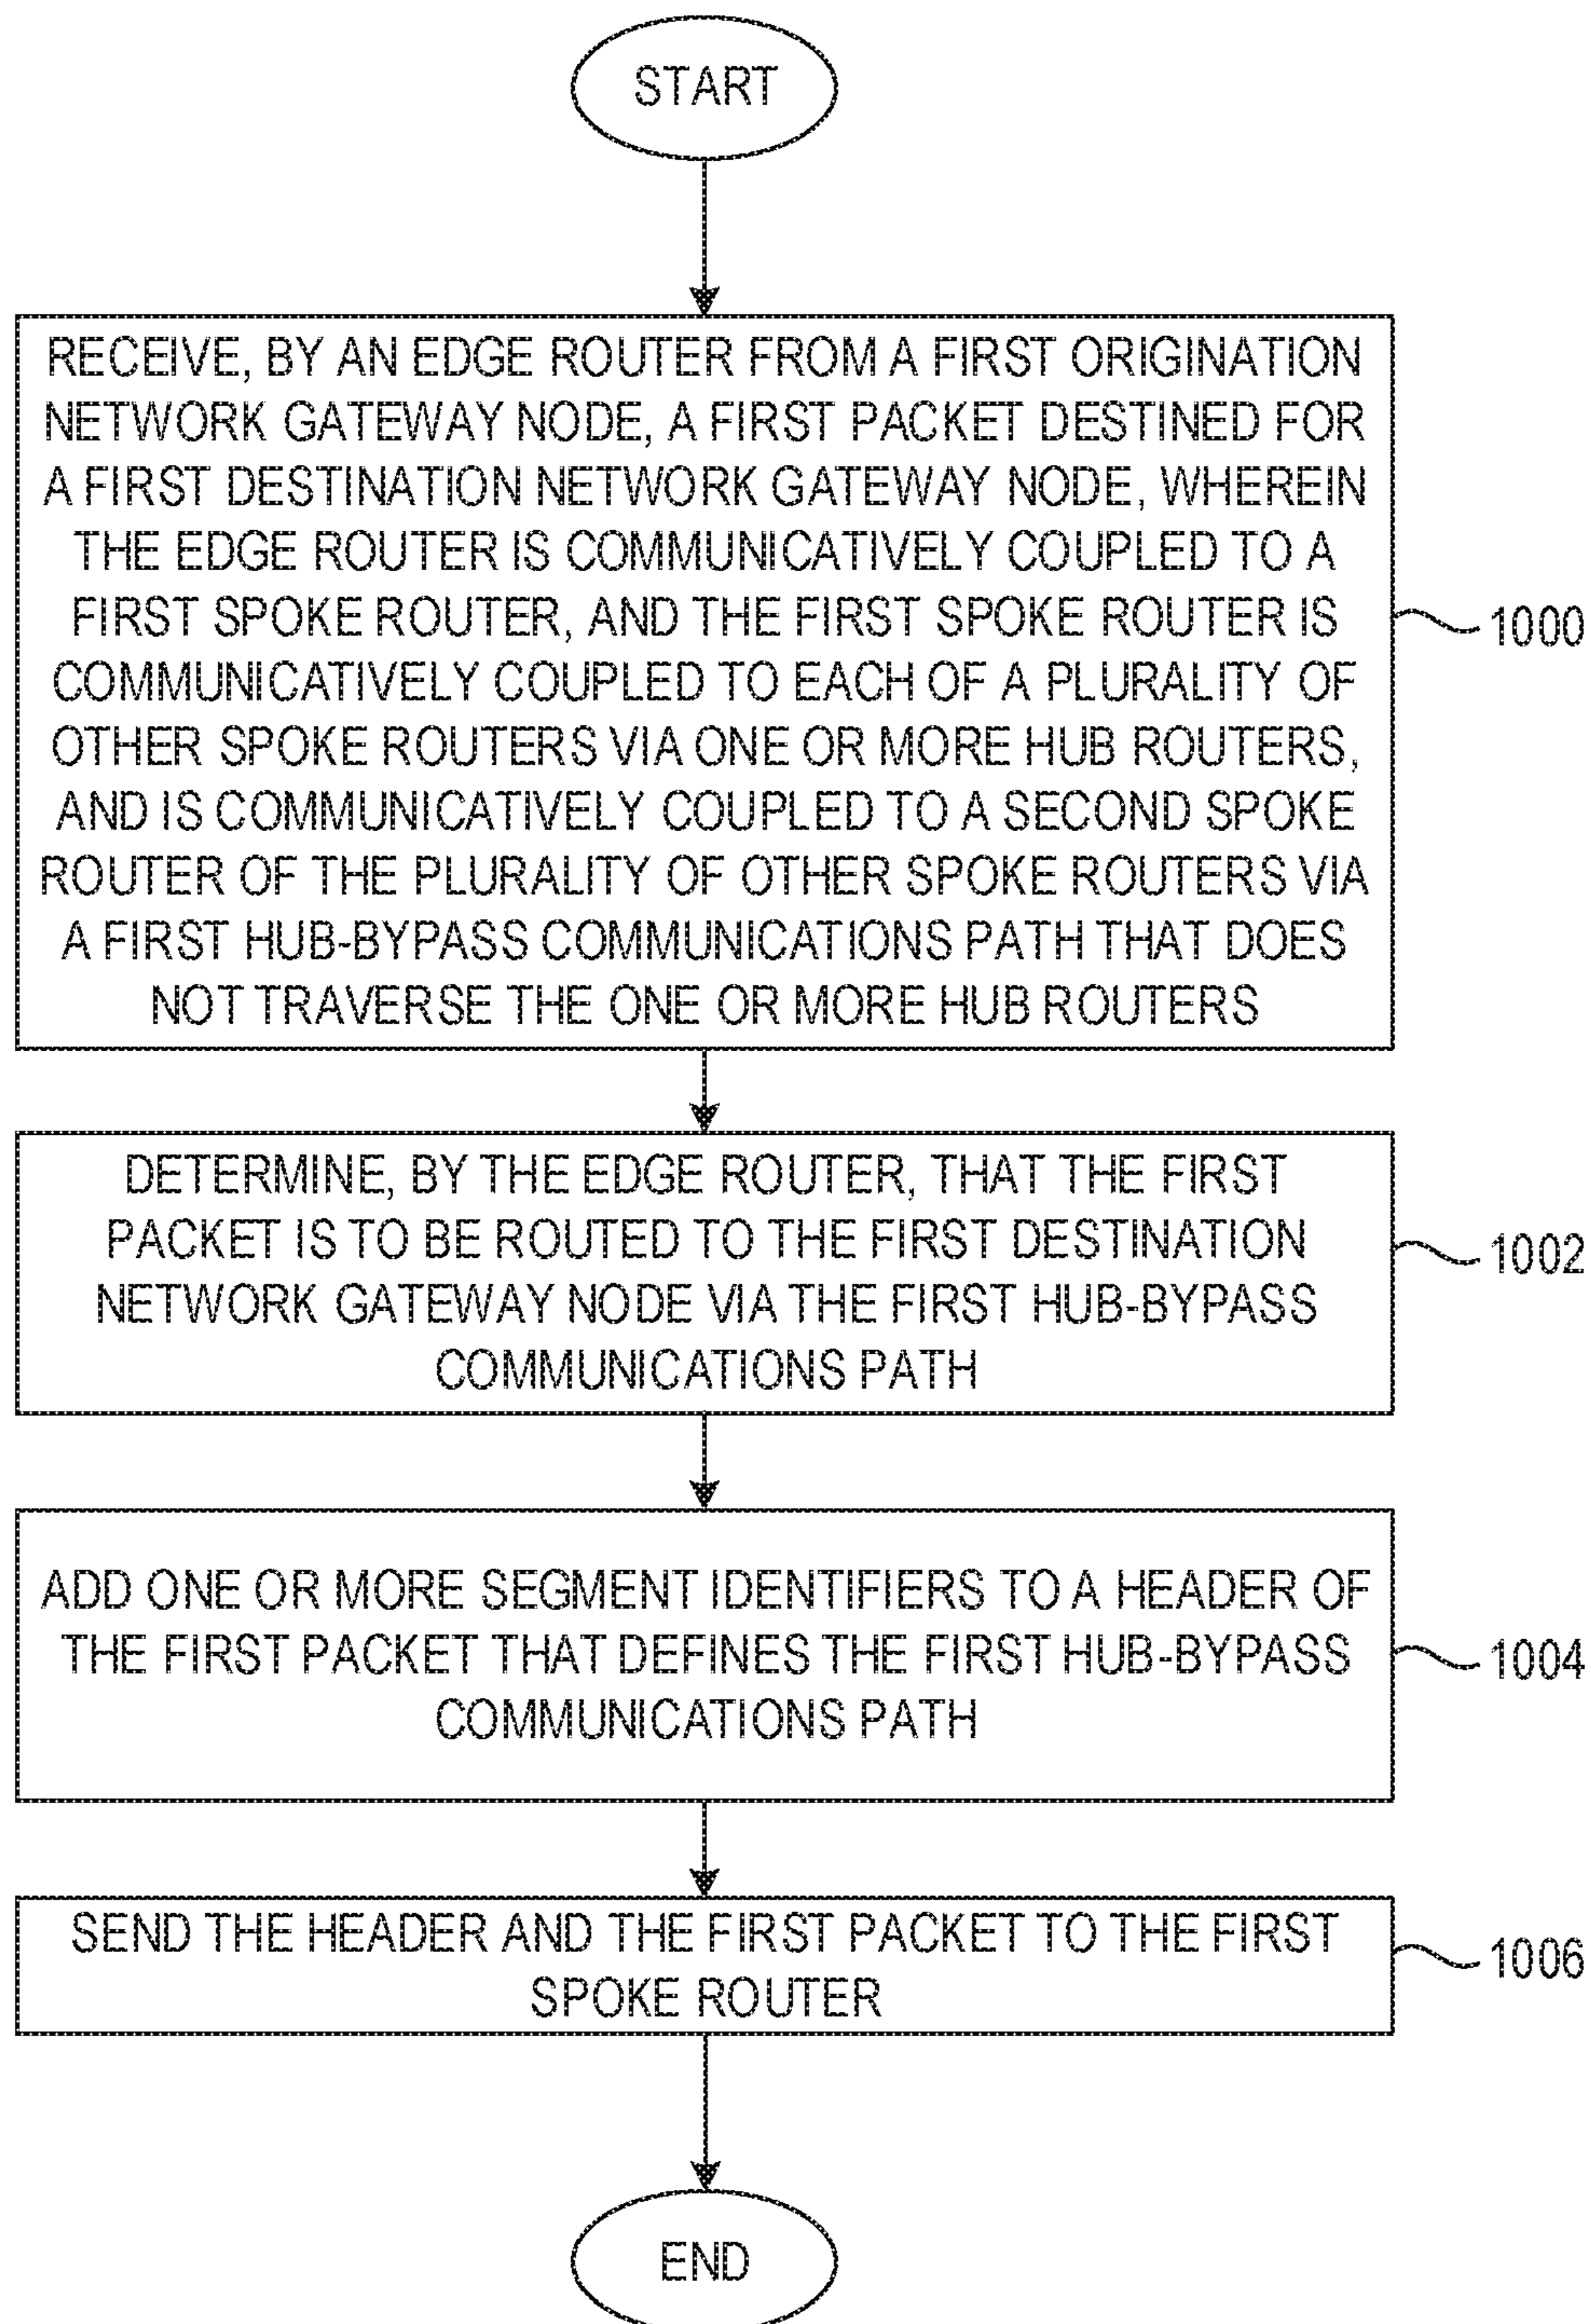 START
RECEIVE, BY AN EDGE ROUTER FROM A FIRST ORIGINATION
NETWORK GATEWAY NODE, A FIRST PACKET DESTINED FOR
A FIRST DESTINATION NETWORK GATEWAY NODE, WHEREIN
THE EDGE ROUTER IS COMMUNICATIVELY COUPLED TO A
FIRST SPOKE ROUTER, AND THE FIRST SPOKE ROUTER IS
COMMUNICATIVELY COUPLED TO EACH OF A PLURALITY OF
OTHER SPOKE ROUTERS VIA ONE OR MORE HUB ROUTERS,
AND IS COMMUNICATIVELY COUPLED TO A SECOND SPOKE
ROUTER OF THE PLURALITY OF OTHER SPOKE ROUTERS VIA
A FIRST HUB-BYPASS COMMUNICATIONS PATH THAT DOES
NOT TRAVERSE THE ONE OR MORE HUB ROUTERS
1000
DETERMINE, BY THE EDGE ROUTER, THAT THE FIRST
PACKET IS TO BE ROUTED TO THE FIRST DESTINATION
NETWORK GATEWAY NODE VIA THE FIRST HUB-BYPASS
COMMUNICATIONS PATH
1002
ADD ONE OR MORE SEGMENT IDENTIFIERS TO A HEADER OF
THE FIRST PACKET THAT DEFINES THE FIRST HUB-BYPASS
COMMUNICATIONS PATH
1004
SEND THE HEADER AND THE FIRST PACKET TO THE FIRST
SPOKE ROUTER
1006
END